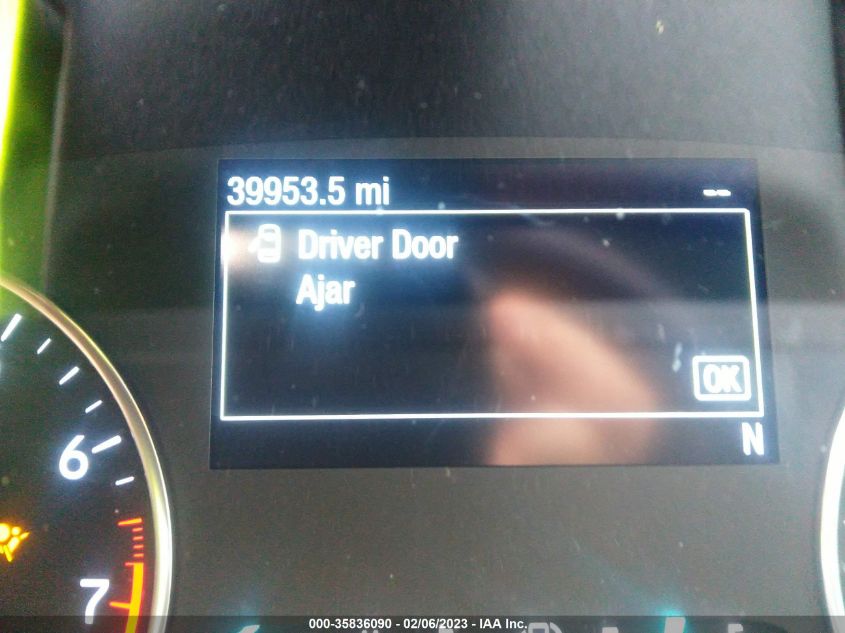 39953.5 mi --
Driver Door
Ajar
OK
N
6
7
000-35836090 - 02/06/2023 - IAA Inc.